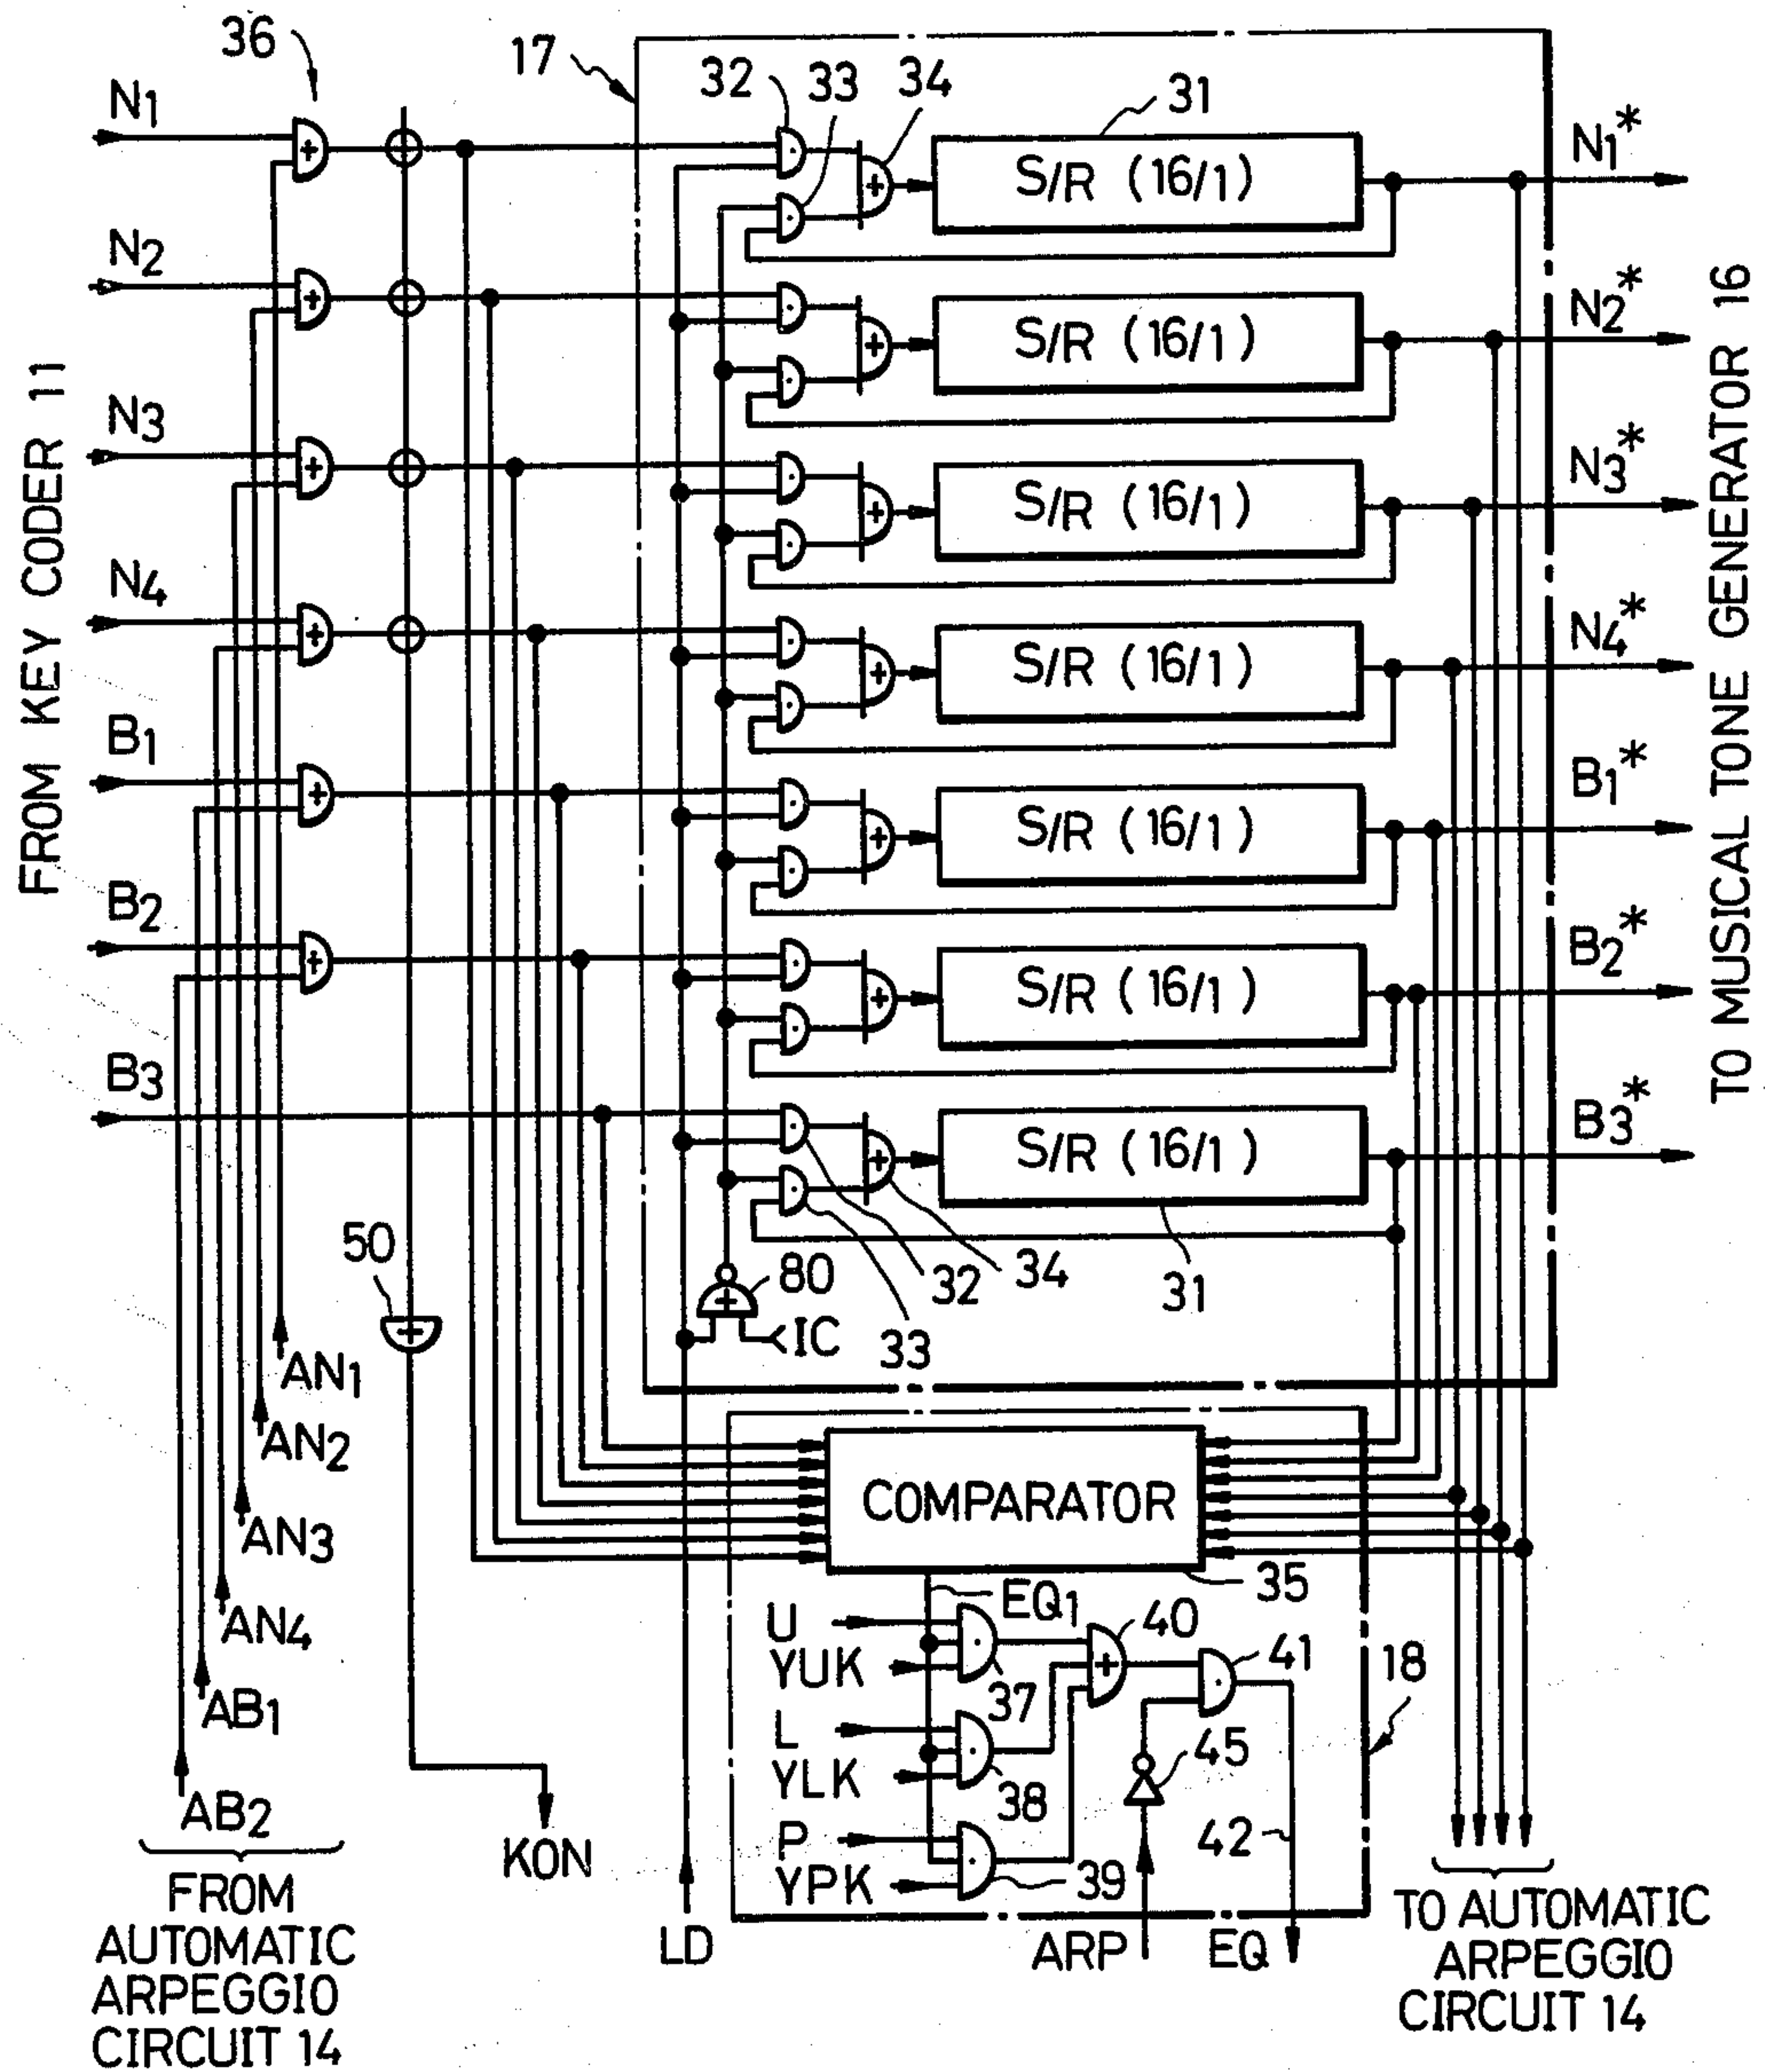 36
17
32
33
34
31
N1
N1*
S/R (16/1)
N2
N2*
S/R (16/1)
N3
N3*
S/R (16/1)
N4
N4*
S/R (16/1)
B1
B1*
S/R (16/1)
B2
B2*
S/R (16/1)
B3
B3*
S/R (16/1)
FROM KEY CODER 11
TO MUSICAL TONE GENERATOR 16
50
80
IC
32
33
34
31
AN1
AN2
AN3
AN4
AB1
AB2
FROM
AUTOMATIC
ARPEGGIO
CIRCUIT 14
KON
LD
COMPARATOR
35
EQ1
U
YUK
37
40
41
18
L
YLK
38
45
P
YPK
39
42
ARP
EQ
TO AUTOMATIC
ARPEGGIO
CIRCUIT 14